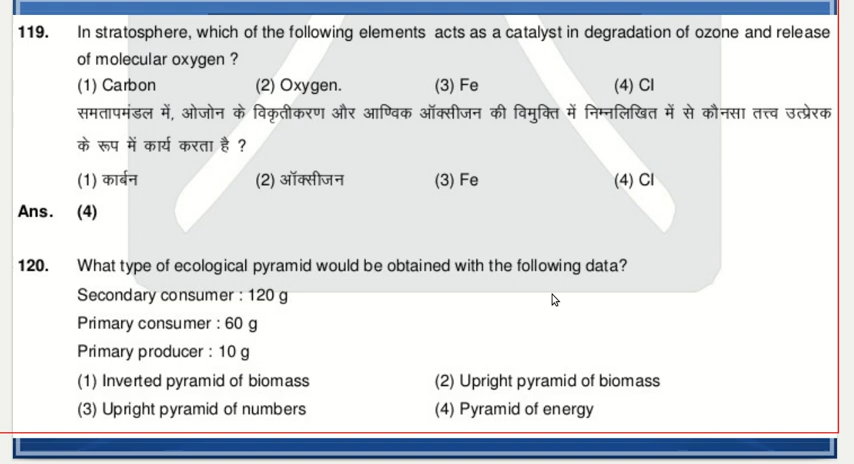 119. In stratosphere, which of the following elements acts as a catalyst in degradation of ozone and release
of molecular oxygen ?
(1) Carbon (2) Oxygen. (3) Fe (4) Cl
समतापमंडल में, ओजोन के विकृतीकरण और आण्विक ऑक्सीजन की विमुक्ति में निम्नलिखित में से कौनसा तत्त्व उत्प्रेरक
के रूप में कार्य करता है ?
(1) कार्बन (2) ऑक्सीजन (3) Fe (4) Cl
Ans. (4)
120. What type of ecological pyramid would be obtained with the following data?
Secondary consumer : 120 g
Primary consumer : 60 g
Primary producer : 10 g
(1) Inverted pyramid of biomass (2) Upright pyramid of biomass
(3) Upright pyramid of numbers (4) Pyramid of energy